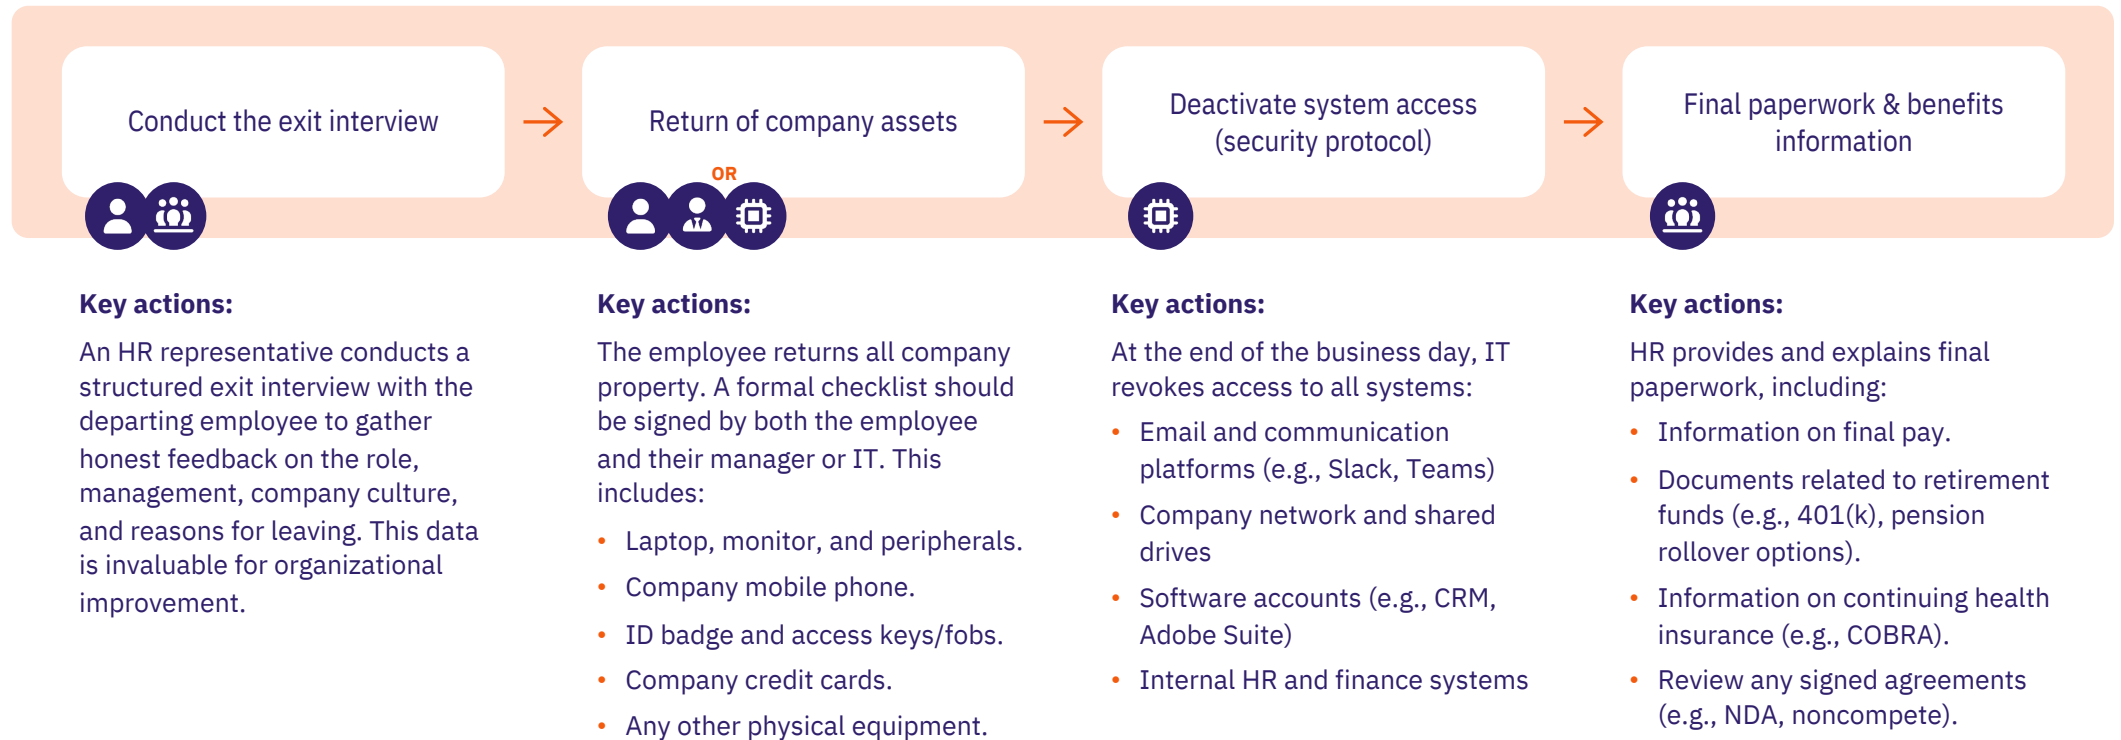 Conduct the exit interview
Return of company assets
OR
Deactivate system access
(security protocol)
Final paperwork & benefits
information
Key actions:
An HR representative conducts a
structured exit interview with the
departing employee to gather
honest feedback on the role,
management, company culture,
and reasons for leaving. This data
is invaluable for organizational
improvement.
Key actions:
The employee returns all company
property. A formal checklist should
be signed by both the employee
and their manager or IT. This
includes:
• Laptop, monitor, and peripherals.
• Company mobile phone.
• ID badge and access keys/fobs.
• Company credit cards.
• Any other physical equipment.
Key actions:
At the end of the business day, IT
revokes access to all systems:
• Email and communication
platforms (e.g., Slack, Teams)
• Company network and shared
drives
• Software accounts (e.g., CRM,
Adobe Suite)
• Internal HR and finance systems
Key actions:
HR provides and explains final
paperwork, including:
• Information on final pay.
• Documents related to retirement
funds (e.g., 401(k), pension
rollover options).
• Information on continuing health
insurance (e.g., COBRA).
• Review any signed agreements
(e.g., NDA, noncompete).